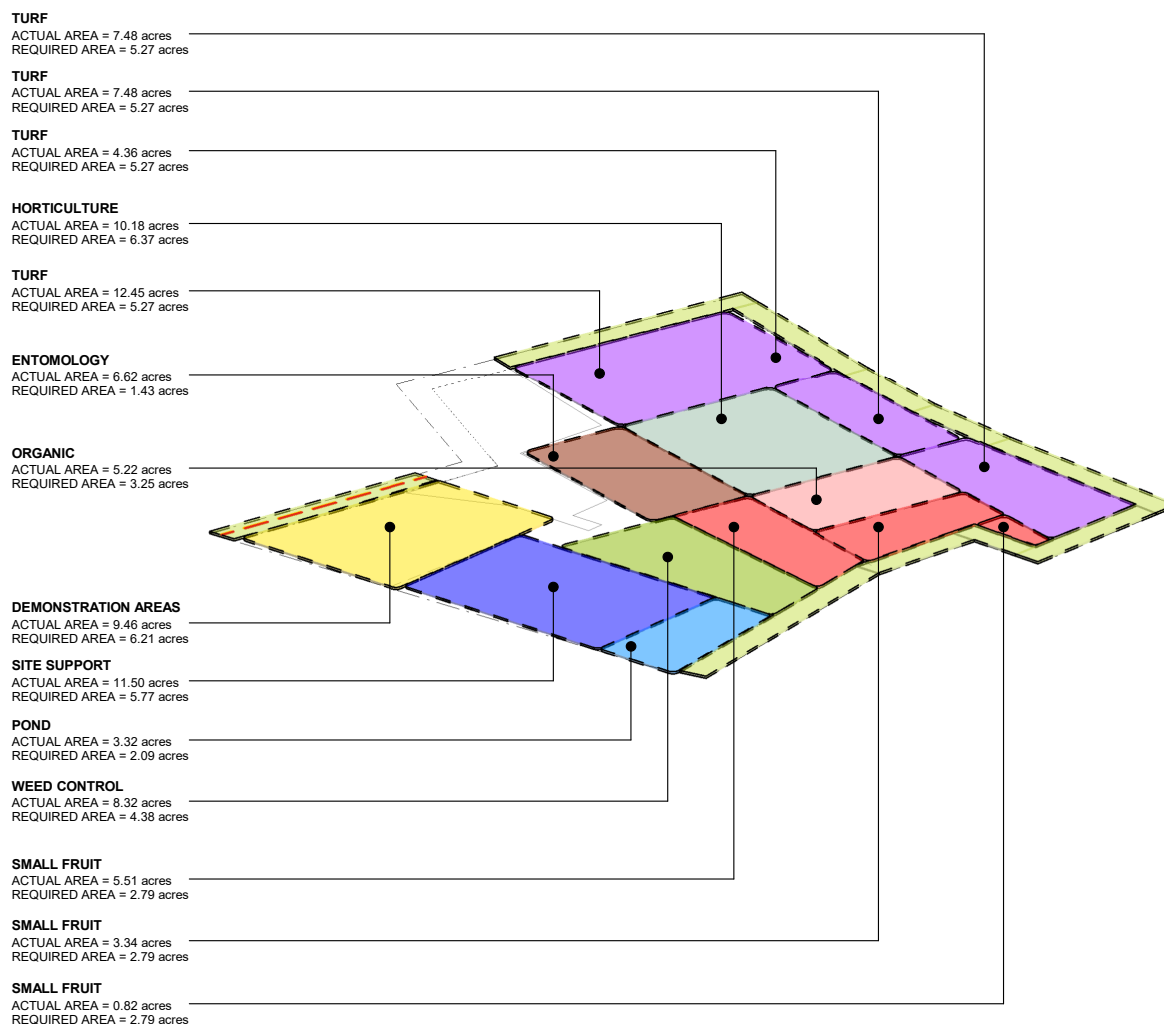 TURF
ACTUAL AREA = 7.48 acres
REQUIRED AREA = 5.27 acres
TURF
ACTUAL AREA = 7.48 acres
REQUIRED AREA = 5.27 acres
TURF
ACTUAL AREA = 4.36 acres
REQUIRED AREA = 5.27 acres
HORTICULTURE
ACTUAL AREA = 10.18 acres
REQUIRED AREA = 6.37 acres
TURF
ACTUAL AREA = 12.45 acres
REQUIRED AREA = 5.27 acres
ENTOMOLOGY
ACTUAL AREA = 6.62 acres
REQUIRED AREA = 1.43 acres
ORGANIC
ACTUAL AREA = 5.22 acres
REQUIRED AREA = 3.25 acres
DEMONSTRATION AREAS
ACTUAL AREA = 9.46 acres
REQUIRED AREA = 6.21 acres
SITE SUPPORT
ACTUAL AREA = 11.50 acres
REQUIRED AREA = 5.77 acres
POND
ACTUAL AREA = 3.32 acres
REQUIRED AREA = 2.09 acres
WEED CONTROL
ACTUAL AREA = 8.32 acres
REQUIRED AREA = 4.38 acres
SMALL FRUIT
ACTUAL AREA = 5.51 acres
REQUIRED AREA = 2.79 acres
SMALL FRUIT
ACTUAL AREA = 3.34 acres
REQUIRED AREA = 2.79 acres
SMALL FRUIT
ACTUAL AREA = 0.82 acres
REQUIRED AREA = 2.79 acres